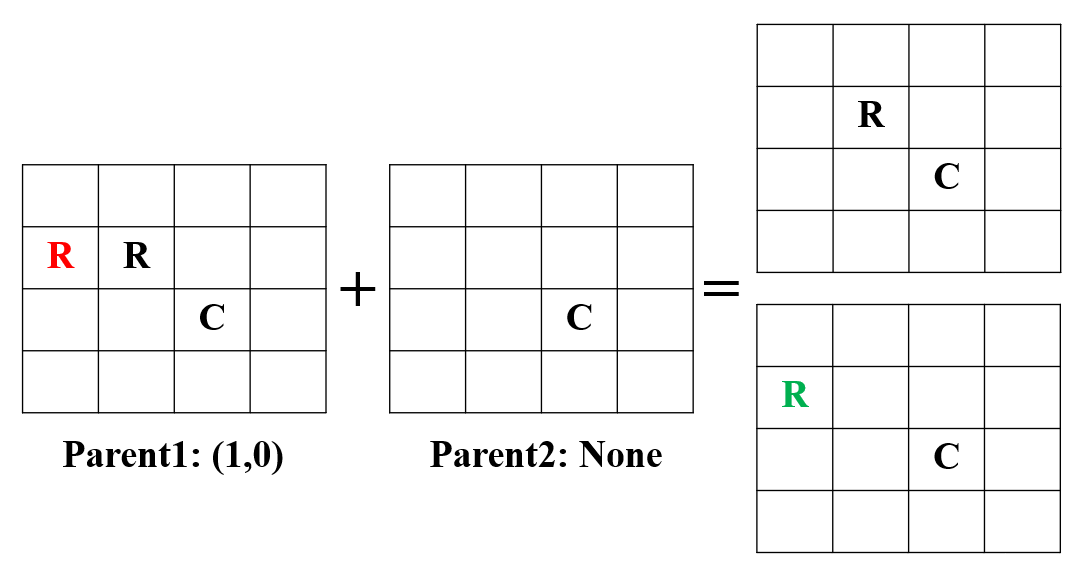 R R
C
Parent1: (1,0)
+
C
Parent2: None
=
R
C
R
C